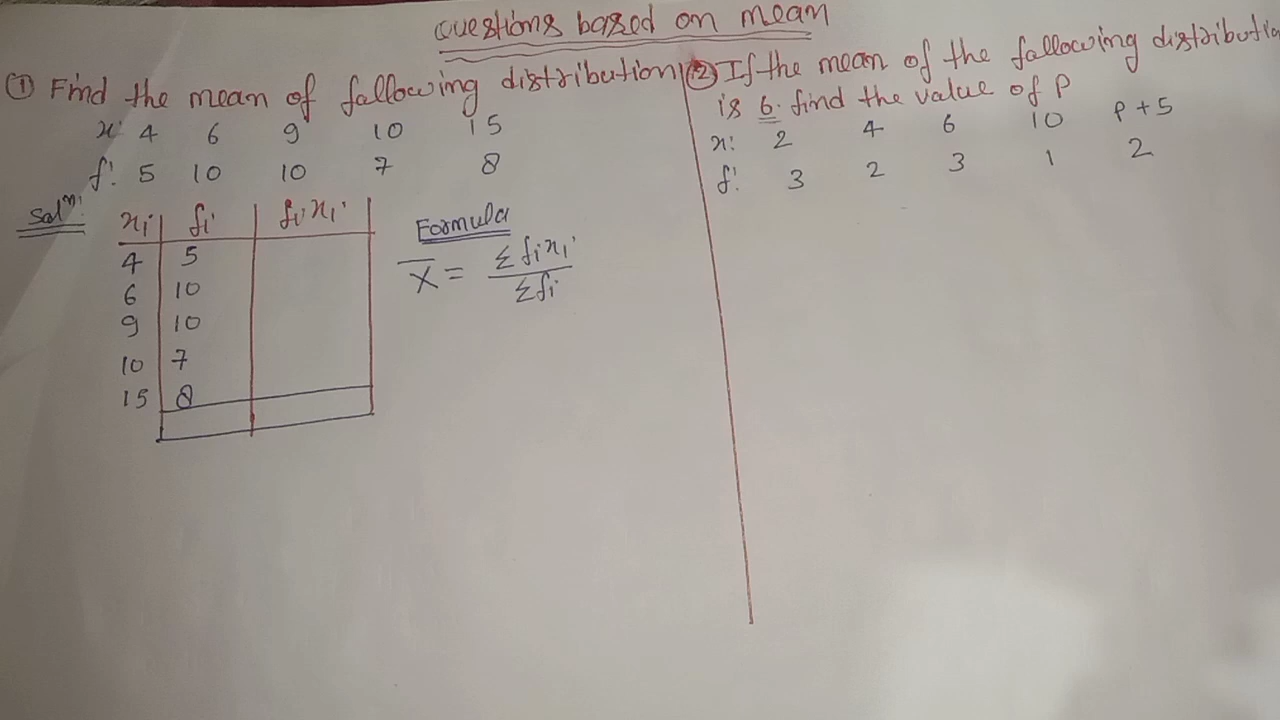 Questions based on mean
① Find the mean of fallowing distribution
x: 4 6 9 10 15
f: 5 10 10 7 8
Solⁿ:
xi fi fixi
4 5
6 10
9 10
10 7
15 8
Formula
X̅ = Σfixi / Σfi
② If the mean of the fallowing distributio
is 6. find the value of P
x: 2 4 6 10 P+5
f: 3 2 3 1 2